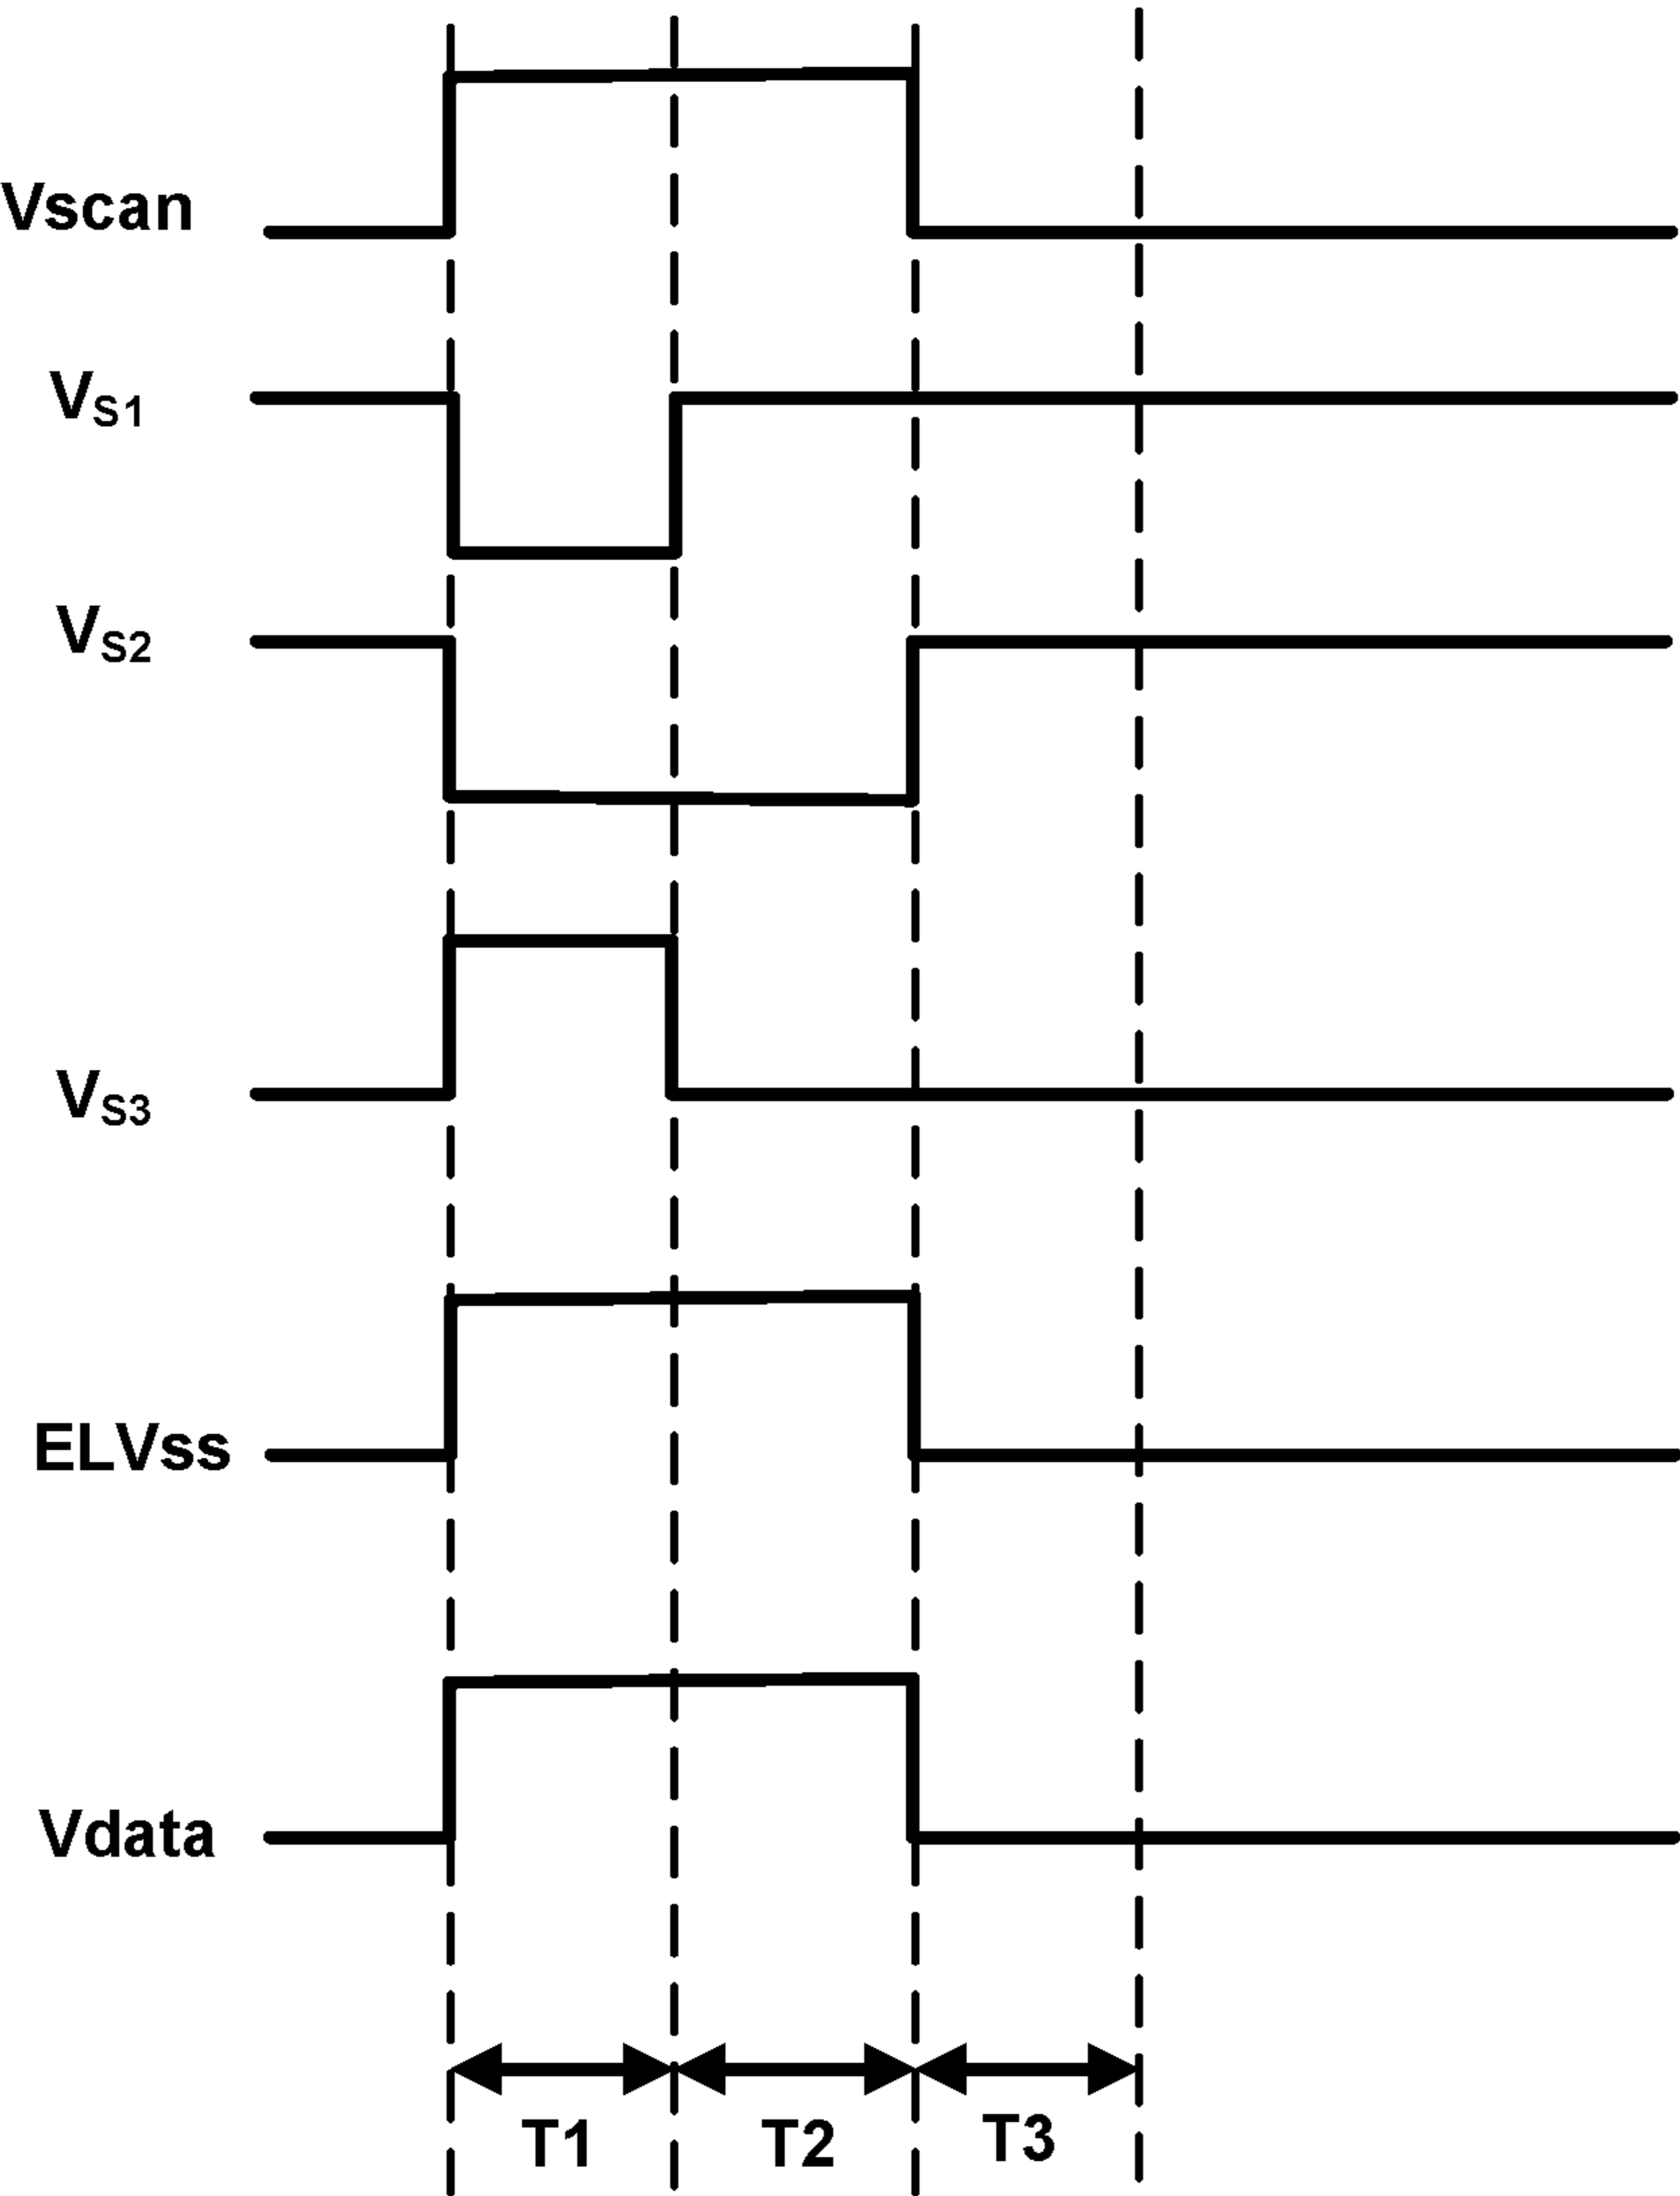 Vscan
VS1
VS2
VS3
ELVss
Vdata
T1 T2 T3